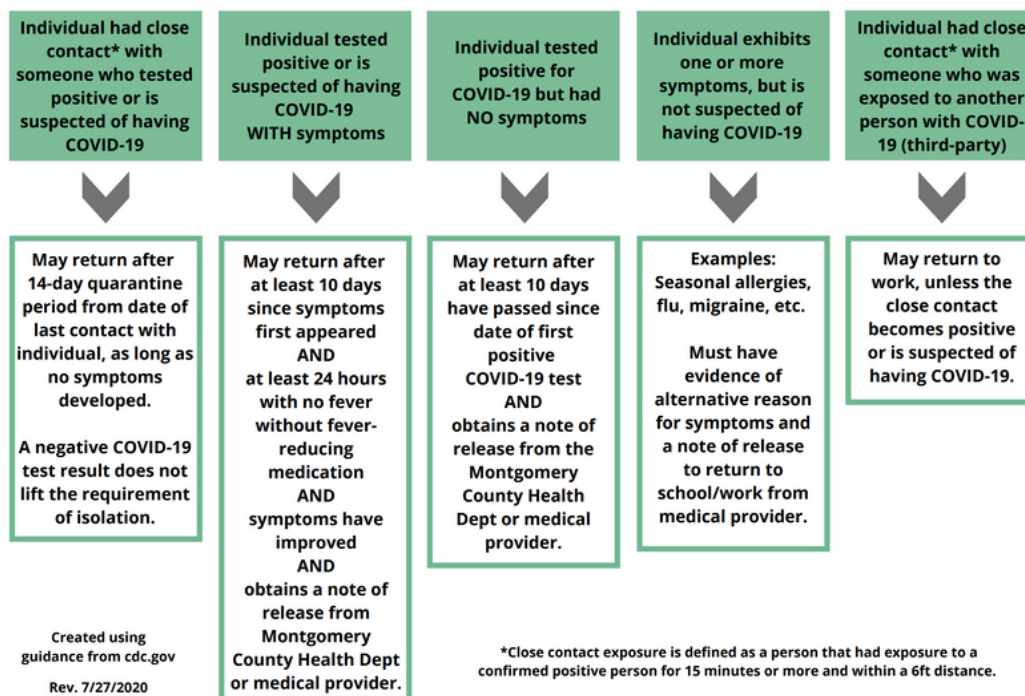 Individual had close
contact* with
someone who tested
positive or is
suspected of having
COVID-19
May return after
14-day quarantine
period from date of
last contact with
individual, as long as
no symptoms
developed.
A negative COVID-19
test result does not
lift the requirement
of isolation.
Individual tested
positive or is
suspected of having
COVID-19
WITH symptoms
May return after
at least 10 days
since symptoms
first appeared
AND
at least 24 hours
with no fever
without fever-
reducing
medication
AND
symptoms have
improved
AND
obtains a note of
release from
Montgomery
County Health Dept
or medical provider.
Individual tested
positive for
COVID-19 but had
NO symptoms
May return after
at least 10 days
have passed since
date of first
positive
COVID-19 test
AND
obtains a note of
release from the
Montgomery
County Health
Dept or medical
provider.
Individual exhibits
one or more
symptoms, but is
not suspected of
having COVID-19
Examples:
Seasonal allergies,
flu, migraine, etc.
Must have
evidence of
alternative reason
for symptoms and
a note of release
to return to
school/work from
medical provider.
Individual had close
contact* with
someone who was
exposed to another
person with COVID-
19 (third-party)
May return to
work, unless the
close contact
becomes positive
or is suspected of
having COVID-19.
Created using
guidance from cdc.gov
Rev. 7/27/2020
*Close contact exposure is defined as a person that had exposure to a
confirmed positive person for 15 minutes or more and within a 6ft distance.